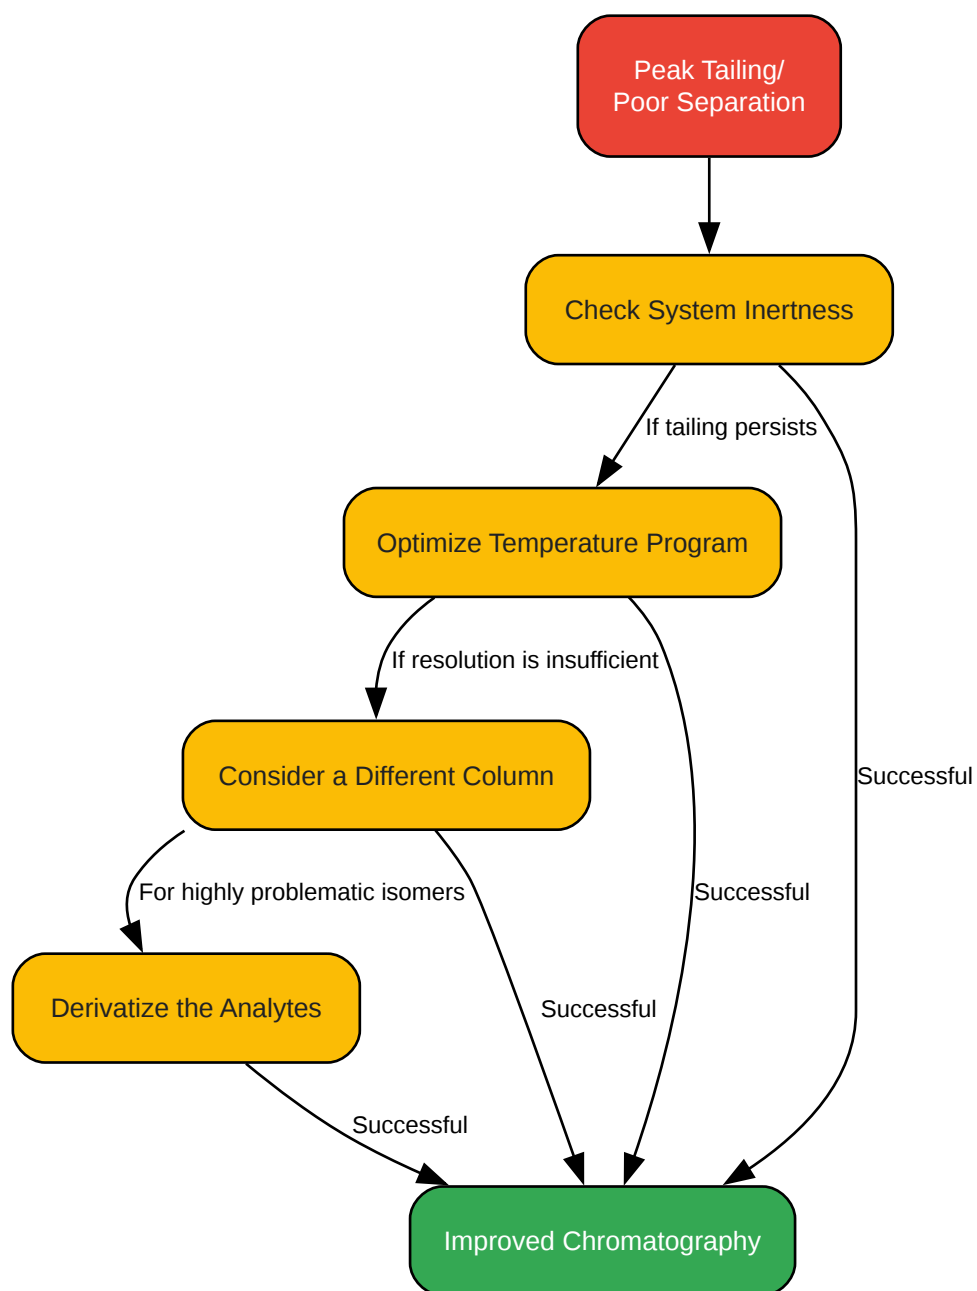 Peak Tailing/
Poor Separation
Check System Inertness
If tailing persists
Optimize Temperature Program
If resolution is insufficient
Consider a Different Column
Successful
For highly problematic isomers
Successful
Derivatize the Analytes
Successful
Successful
Improved Chromatography